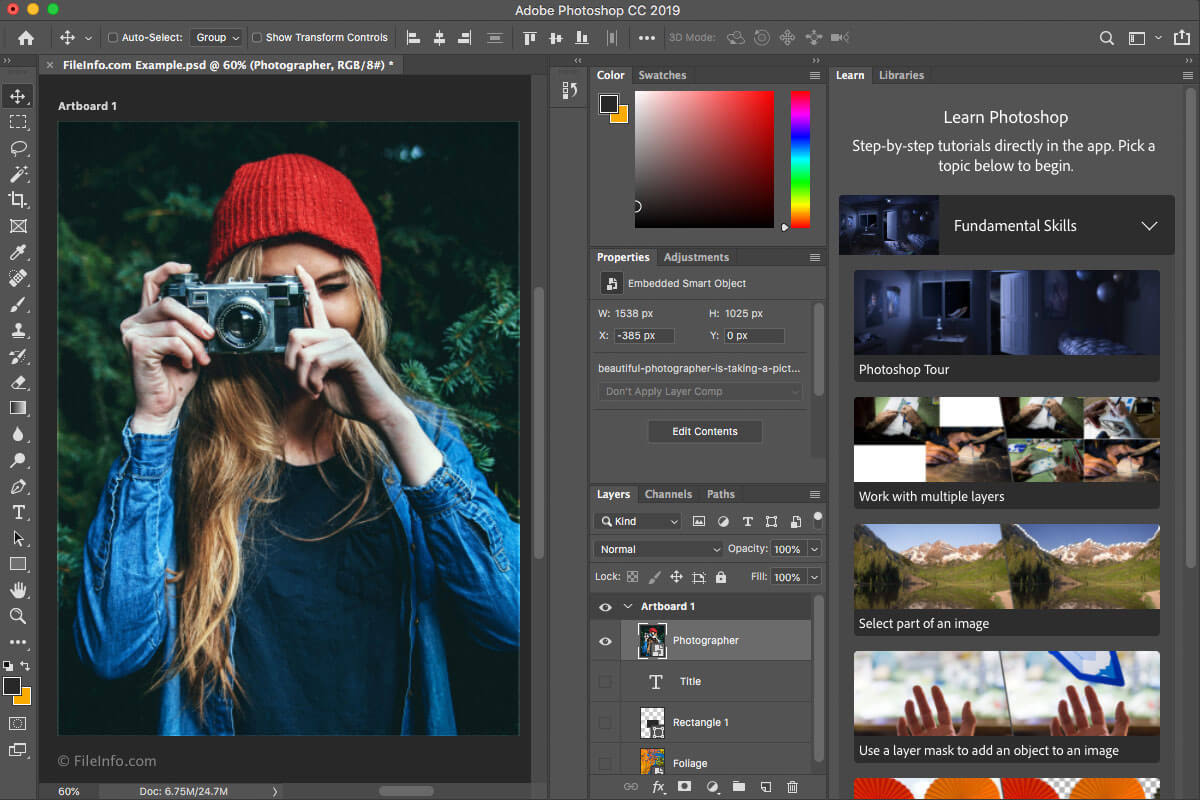 Adobe Photoshop CC 2019
Auto-Select: Group Show Transform Controls 3D Mode:
FileInfo.com Example.psd @ 60% (Photographer, RGB/8#) *
Artboard 1
© FileInfo.com
60% Doc: 6.75M/24.7M
Color Swatches
Properties Adjustments
Embedded Smart Object
W: 1538 px H: 1025 px
X: -385 px Y: 0 px
beautiful-photographer-is-taking-a-pict...
Don't Apply Layer Comp
Edit Contents
Layers Channels Paths
Kind
Normal Opacity: 100%
Lock: Fill: 100%
Artboard 1
Photographer
Title
Rectangle 1
Foliage
fx
Learn Libraries
Learn Photoshop
Step-by-step tutorials directly in the app. Pick a
topic below to begin.
Fundamental Skills
Photoshop Tour
Work with multiple layers
Select part of an image
Use a layer mask to add an object to an image